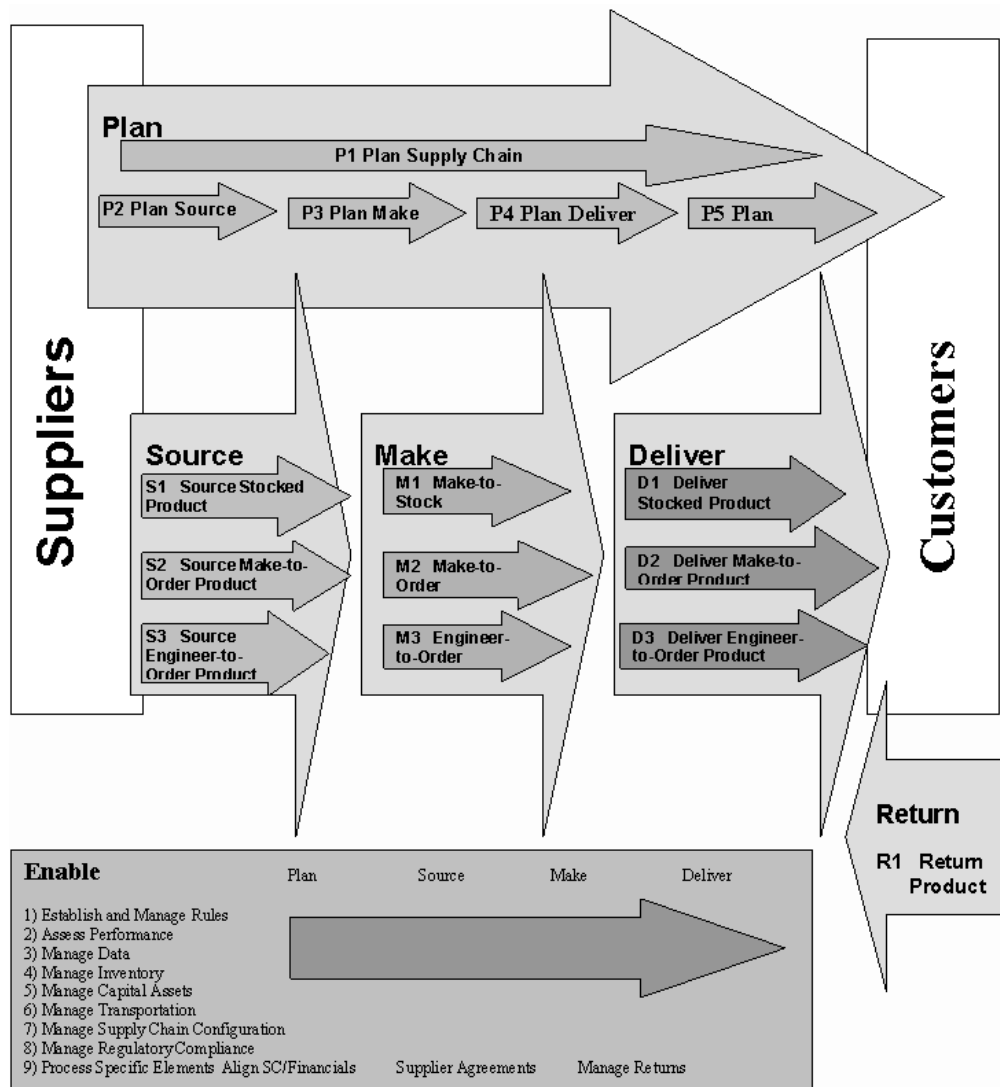 Suppliers
Plan
P1 Plan Supply Chain
P2 Plan Source
P3 Plan Make
P4 Plan Deliver
P5 Plan
Customers
Source
S1 Source Stocked
Product
S2 Source Make-to-
Order Product
S3 Source
Engineer-to-
Order Product
Make
M1 Make-to-
Stock
M2 Make-to-
Order
M3 Engineer-
to-Order
Deliver
D1 Deliver
Stocked Product
D2 Deliver Make-to-
Order Product
D3 Deliver Engineer-
to-Order Product
Return
R1 Return
Product
Enable
Plan
Source
Make
Deliver
1) Establish and Manage Rules
2) Assess Performance
3) Manage Data
4) Manage Inventory
5) Manage Capital Assets
6) Manage Transportation
7) Manage Supply Chain Configuration
8) Manage Regulatory Compliance
9) Process Specific Elements Align SC/Financials Supplier Agreements Manage Returns